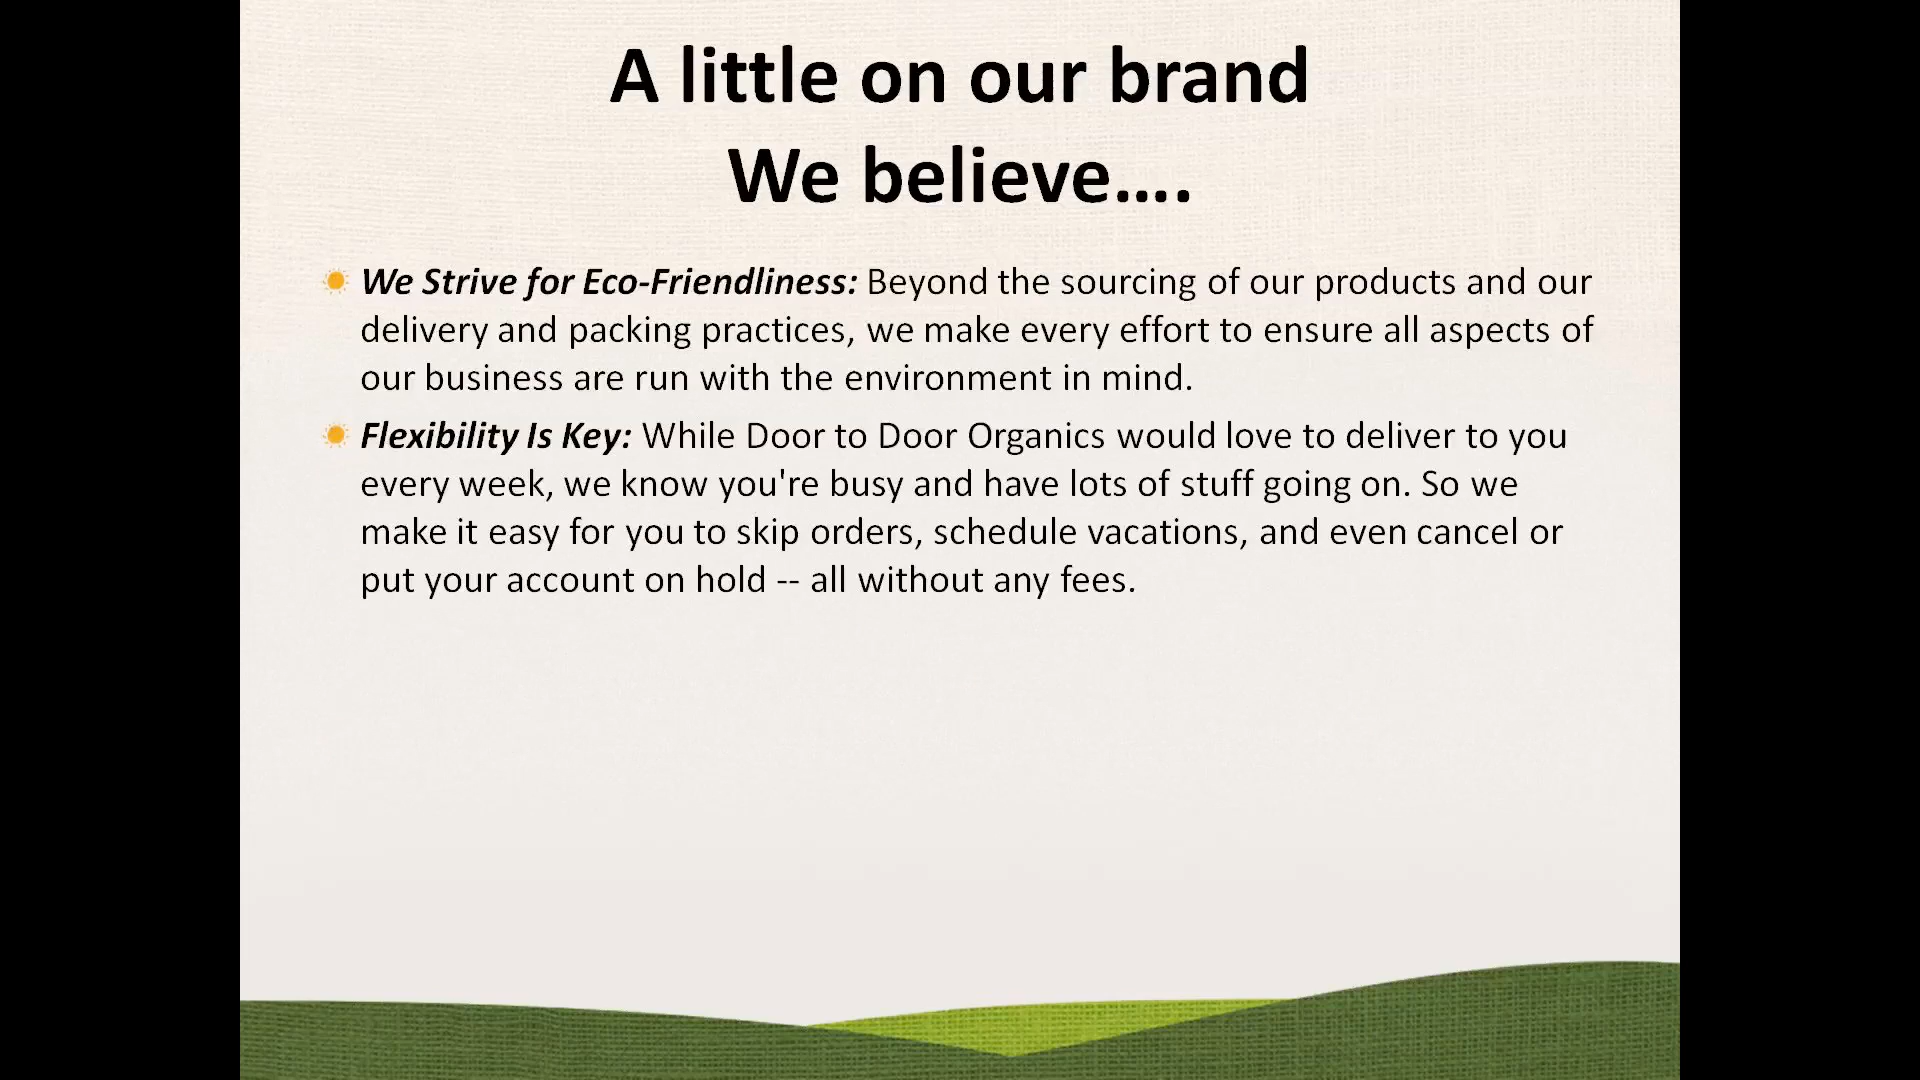 A little on our brand
We believe….
We Strive for Eco-Friendliness: Beyond the sourcing of our products and our
delivery and packing practices, we make every effort to ensure all aspects of
our business are run with the environment in mind.
Flexibility Is Key: While Door to Door Organics would love to deliver to you
every week, we know you're busy and have lots of stuff going on. So we
make it easy for you to skip orders, schedule vacations, and even cancel or
put your account on hold -- all without any fees.